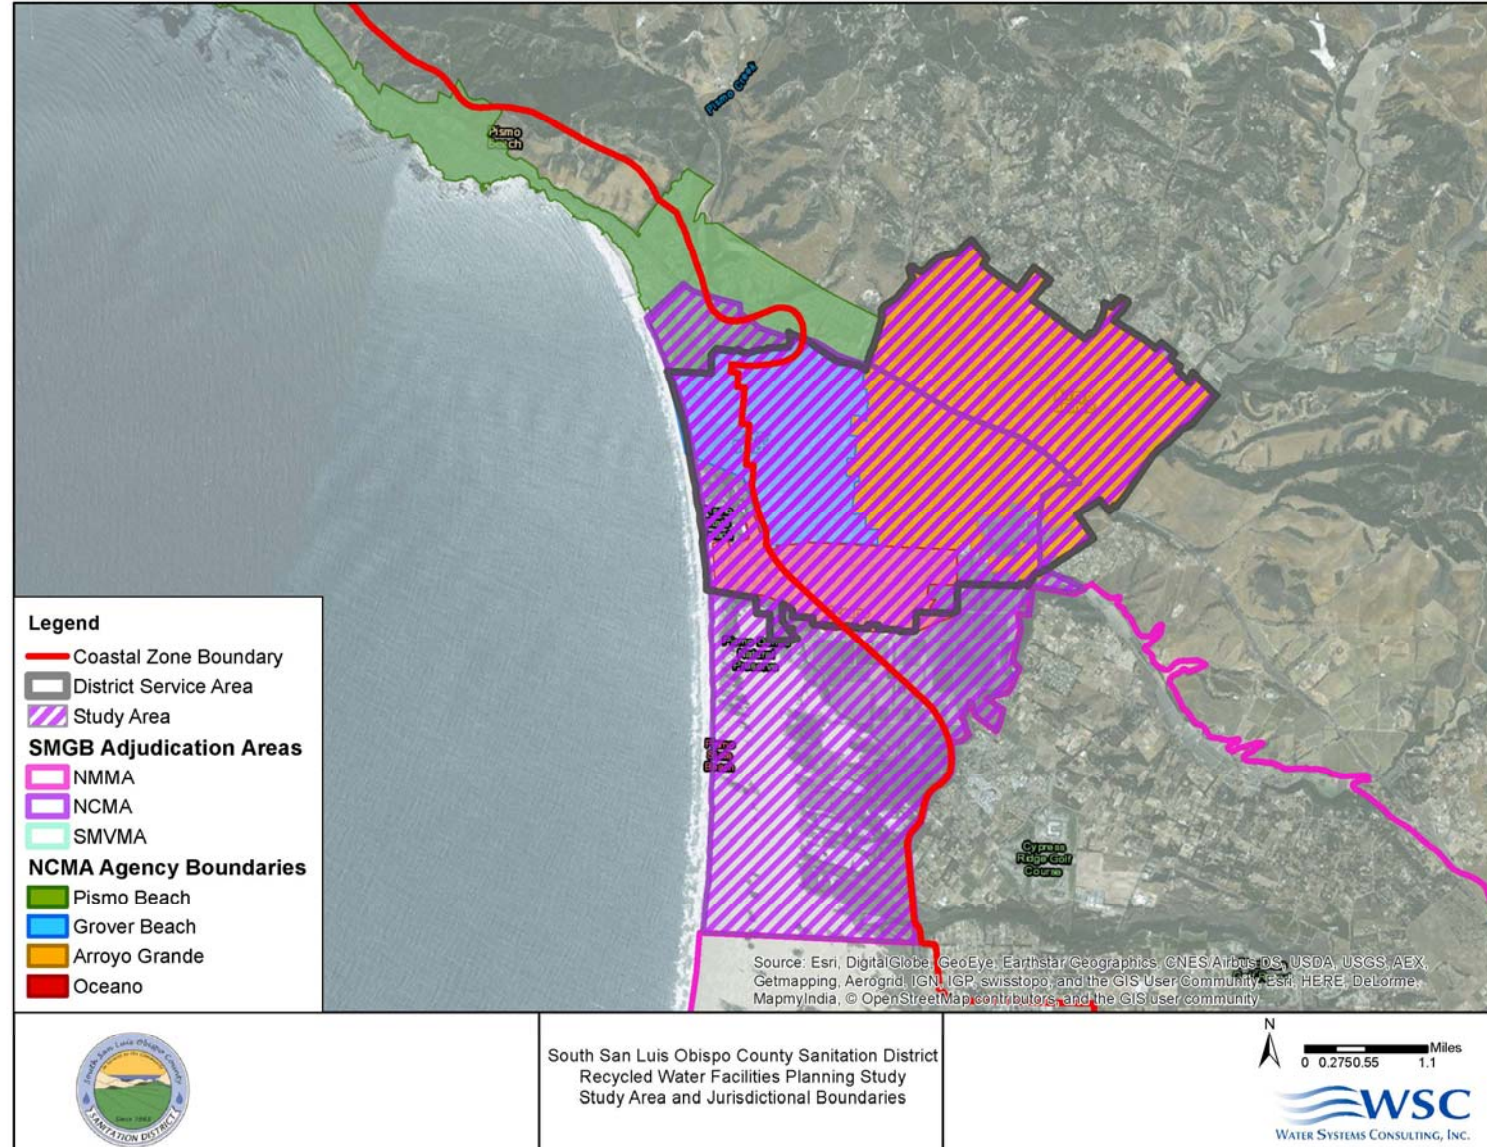 Pismo Creek
Pismo
Beach
Pismo Dunes
Natural
Preserve
Cypress
Ridge Golf
Course
Legend
Coastal Zone Boundary
District Service Area
Study Area
SMGB Adjudication Areas
NMMA
NCMA
SMVMA
NCMA Agency Boundaries
Pismo Beach
Grover Beach
Arroyo Grande
Oceano
Source: Esri, DigitalGlobe, GeoEye, Earthstar Geographics, CNES/Airbus DS, USDA, USGS, AEX,
Getmapping, Aerogrid, IGN, IGP, swisstopo, and the GIS User Community, Esri, HERE, DeLorme,
MapmyIndia, © OpenStreetMap contributors, and the GIS user community
South San Luis Obispo County
SANITATION DISTRICT
South San Luis Obispo County Sanitation District
Recycled Water Facilities Planning Study
Study Area and Jurisdictional Boundaries
N
Miles
0 0.2750.55 1.1
WSC
WATER SYSTEMS CONSULTING, INC.